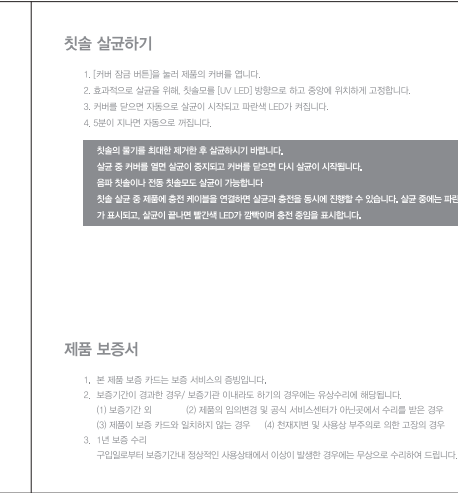 칫솔 살균하기
1. [커버 잠금 버튼]을 눌러 제품의 커버를 엽니다.
2. 효과적으로 살균을 위해, 칫솔모를 [UV LED] 방향으로 하고 중앙에 위치하게 고정합니다.
3. 커버를 닫으면 자동으로 살균이 시작되고 파란색 LED가 켜집니다.
4. 5분이 지나면 자동으로 꺼집니다.
칫솔의 물기를 최대한 제거한 후 살균하시기 바랍니다.
살균 중 커버를 열면 살균이 중지되고 커버를 닫으면 다시 살균이 시작됩니다.
음파 칫솔이나 전동 칫솔모도 살균이 가능합니다
칫솔 살균 중 제품에 충전 케이블을 연결하면 살균과 충전을 동시에 진행할 수 있습니다. 살균 중에는 파란
가 표시되고, 살균이 끝나면 빨간색 LED가 깜빡이며 충전 중임을 표시합니다.
제품 보증서
1. 본 제품 보증 카드는 보증 서비스의 증빙입니다.
2. 보증기간이 경과한 경우/ 보증기관 이내라도 하기의 경우에는 유상수리에 해당됩니다.
(1) 보증기간 외 (2) 제품의 임의변경 및 공식 서비스센터가 아닌곳에서 수리를 받은 경우
(3) 제품이 보증 카드와 일치하지 않는 경우 (4) 천재지변 및 사용상 부주의로 의한 고장의 경우
3. 1년 보증 수리
구입일로부터 보증기간내 정상적인 사용상태에서 이상이 발생한 경우에는 무상으로 수리하여 드립니다.